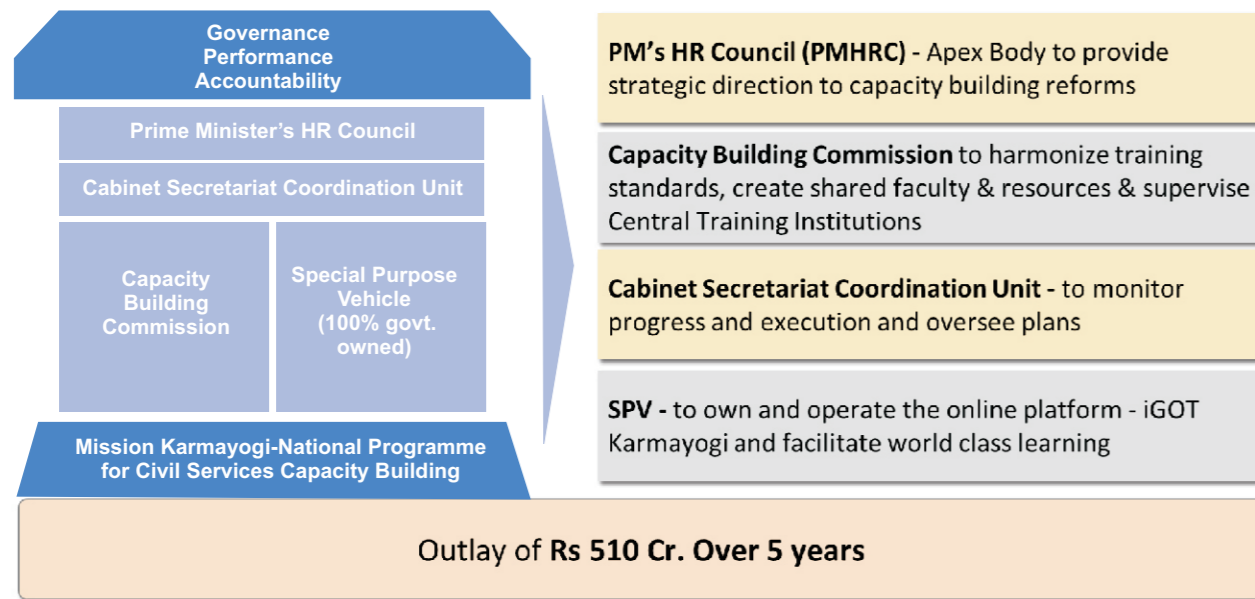 Governance
Performance
Accountability
Prime Minister's HR Council
Cabinet Secretariat Coordination Unit
Capacity
Building
Commission
Special Purpose
Vehicle
(100% govt.
owned)
Mission Karmayogi-National Programme
for Civil Services Capacity Building
PM's HR Council (PMHRC) - Apex Body to provide
strategic direction to capacity building reforms
Capacity Building Commission to harmonize training
standards, create shared faculty & resources & supervise
Central Training Institutions
Cabinet Secretariat Coordination Unit - to monitor
progress and execution and oversee plans
SPV - to own and operate the online platform - iGOT
Karmayogi and facilitate world class learning
Outlay of Rs 510 Cr. Over 5 years